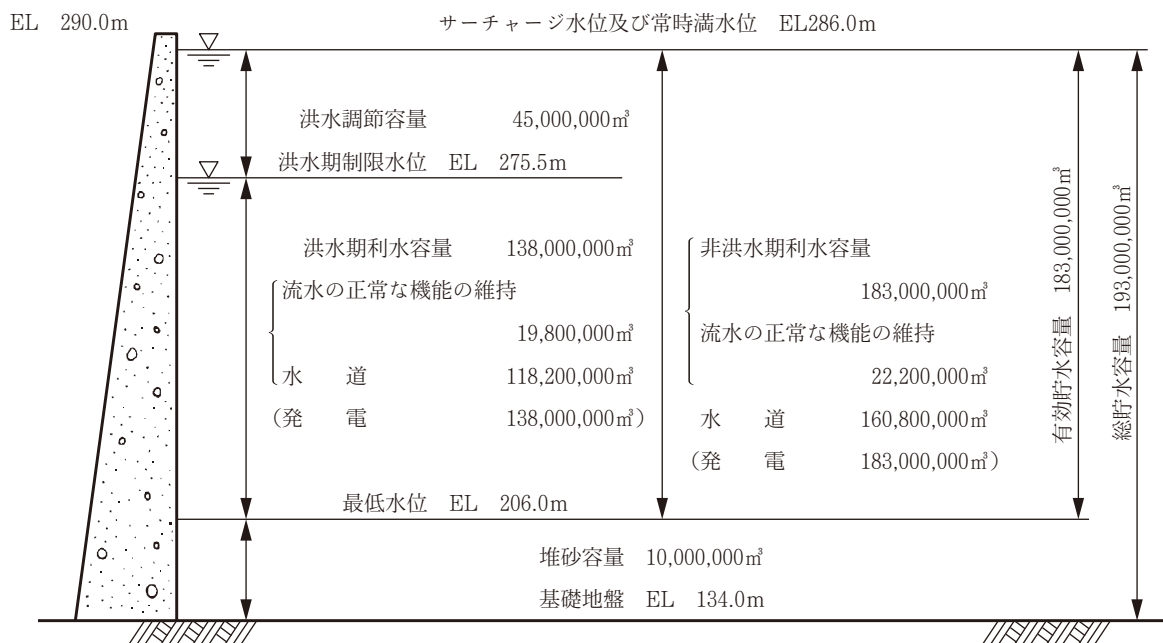 EL 290.0m
サーチャージ水位及び常時満水位 EL286.0m
洪水調節容量 45,000,000㎥
洪水期制限水位 EL 275.5m
洪水期利水容量 138,000,000㎥
流水の正常な機能の維持
19,800,000㎥
水 道 118,200,000㎥
(発 電 138,000,000㎥)
非洪水期利水容量
183,000,000㎥
流水の正常な機能の維持
22,200,000㎥
水 道 160,800,000㎥
(発 電 183,000,000㎥)
有効貯水容量 183,000,000㎥
総貯水容量 193,000,000㎥
最低水位 EL 206.0m
堆砂容量 10,000,000㎥
基礎地盤 EL 134.0m